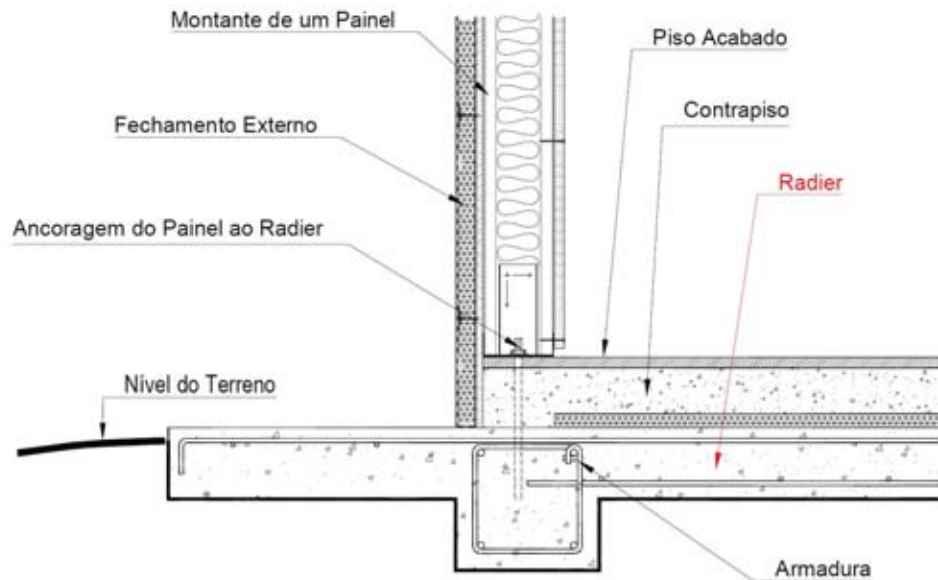 Montante de um Painel
Piso Acabado
Contrapiso
Fechamento Externo
Radier
Ancoragem do Painel ao Radier
Nível do Terreno
Armadura